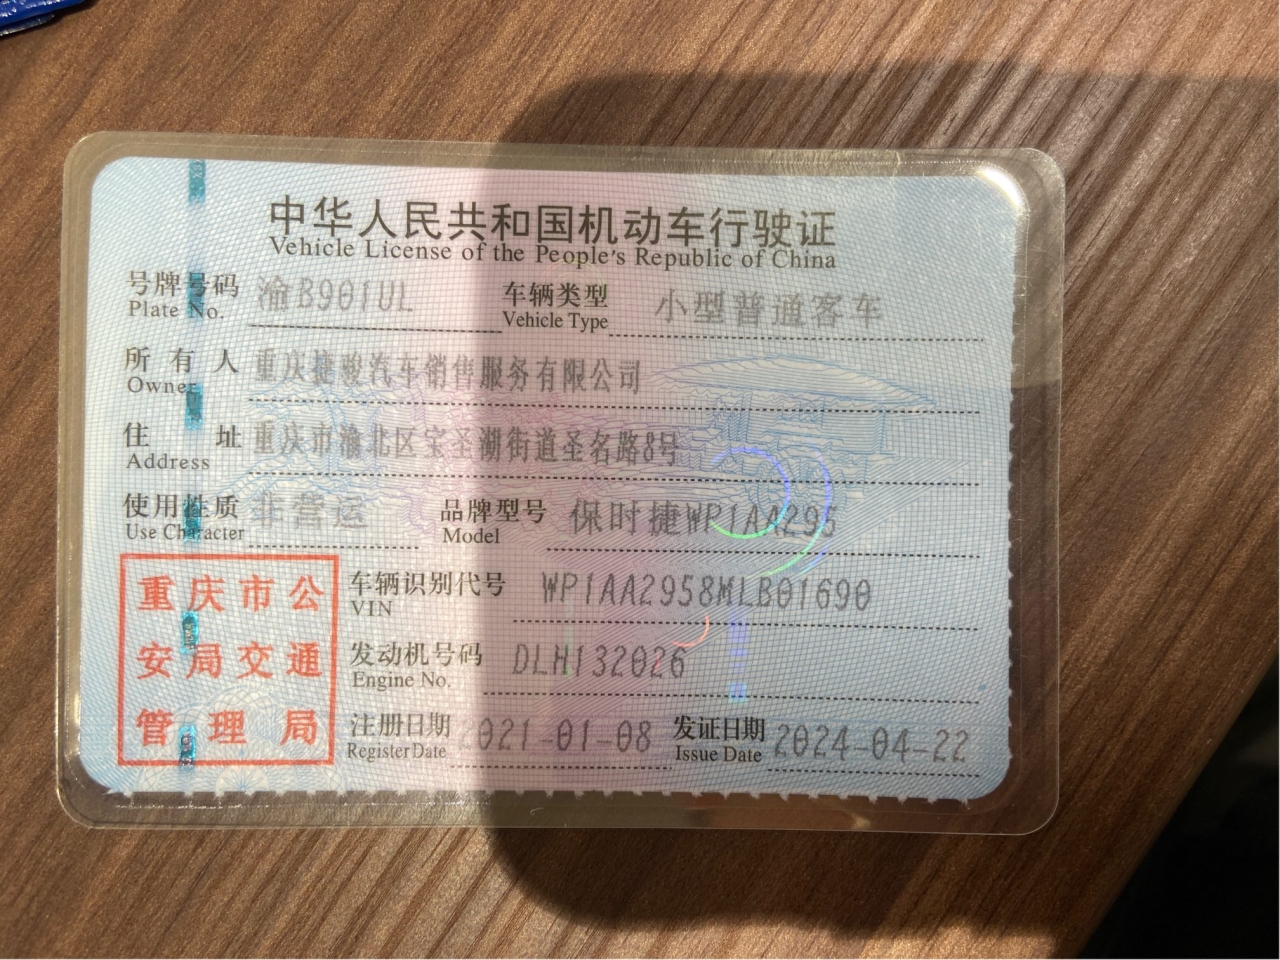 中华人民共和国机动车行驶证
Vehicle License of the People's Republic of China
号牌号码 渝B901UL 车辆类型 小型普通客车
Plate No. Vehicle Type
所有人 重庆捷骏汽车销售服务有限公司
Owner
住址 重庆市渝北区宝圣湖街道圣名路8号
Address
使用性质 非营运 品牌型号 保时捷WP1AA295
Use Character Model
重庆市公安局交通管理局
车辆识别代号 WP1AA2958MLB01690
VIN
发动机号码 DLH132026
Engine No.
注册日期 2021-01-08 发证日期 2024-04-22
Register Date Issue Date